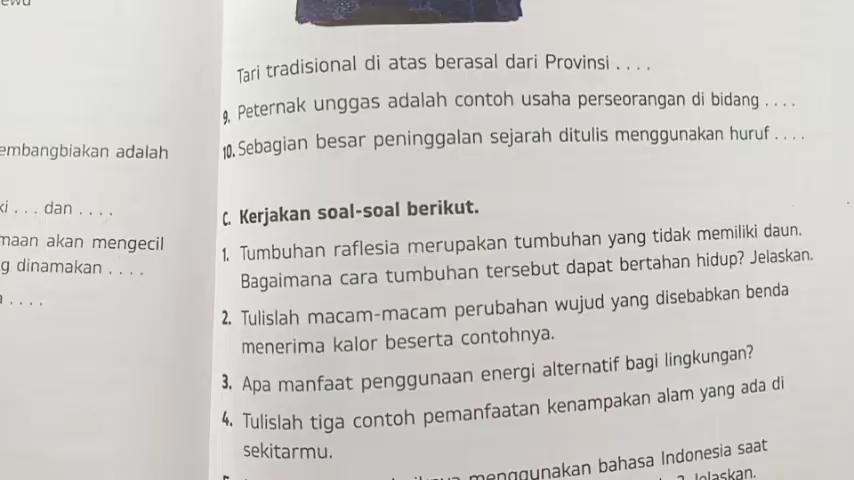 embangbiakan adalah
ki . . . dan . . . .
maan akan mengecil
g dinamakan . . . .
. . . .
Tari tradisional di atas berasal dari Provinsi . . . .
9. Peternak unggas adalah contoh usaha perseorangan di bidang . . . .
10. Sebagian besar peninggalan sejarah ditulis menggunakan huruf . . . .
C. Kerjakan soal-soal berikut.
1. Tumbuhan raflesia merupakan tumbuhan yang tidak memiliki daun.
Bagaimana cara tumbuhan tersebut dapat bertahan hidup? Jelaskan.
2. Tulislah macam-macam perubahan wujud yang disebabkan benda
menerima kalor beserta contohnya.
3. Apa manfaat penggunaan energi alternatif bagi lingkungan?
4. Tulislah tiga contoh pemanfaatan kenampakan alam yang ada di
sekitarmu.
menggunakan bahasa Indonesia saat
? Jelaskan.